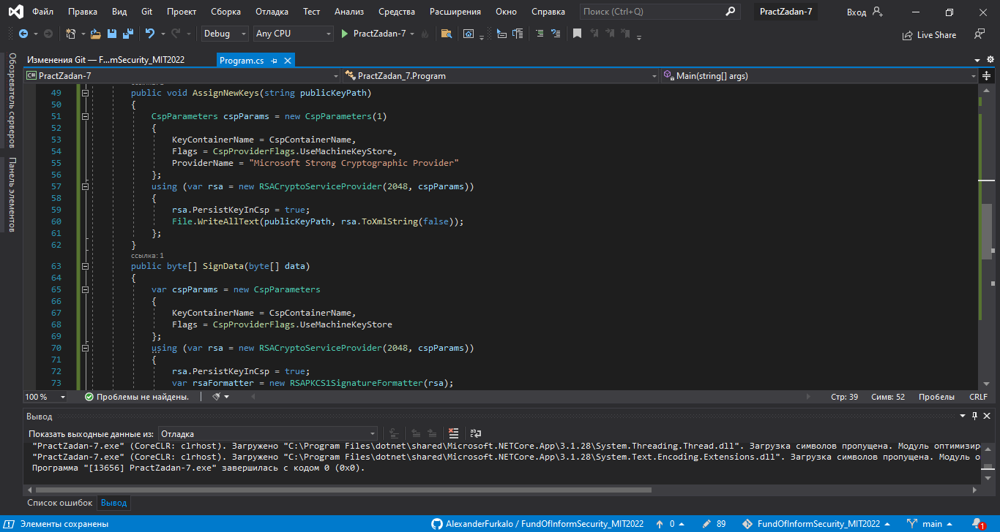 Файл Правка Вид Git Проект Сборка Отладка Тест Анализ Средства Расширения Окно Справка Поиск (Ctrl+Q) PractZadan-7 Вход
Debug Any CPU PractZadan-7 Live Share
Обозреватель серверов
Панель элементов
Изменения Git — F...mSecurity_MIT2022 Program.cs
C# PractZadan-7 PractZadan_7.Program Main(string[] args)
49 public void AssignNewKeys(string publicKeyPath)
50 {
51 CspParameters cspParams = new CspParameters(1)
52 {
53 KeyContainerName = CspContainerName,
54 Flags = CspProviderFlags.UseMachineKeyStore,
55 ProviderName = "Microsoft Strong Cryptographic Provider"
56 };
57 using (var rsa = new RSACryptoServiceProvider(2048, cspParams))
58 {
59 rsa.PersistKeyInCsp = true;
60 File.WriteAllText(publicKeyPath, rsa.ToXmlString(false));
61 };
62 }
ссылка: 1
63 public byte[] SignData(byte[] data)
64 {
65 var cspParams = new CspParameters
66 {
67 KeyContainerName = CspContainerName,
68 Flags = CspProviderFlags.UseMachineKeyStore
69 };
70 using (var rsa = new RSACryptoServiceProvider(2048, cspParams))
71 {
72 rsa.PersistKeyInCsp = true;
73 var rsaFormatter = new RSAPKCS1SignatureFormatter(rsa);
100 % Проблемы не найдены. Стр: 39 Симв: 52 Пробелы CRLF
Вывод
Показать выходные данные из: Отладка
"PractZadan-7.exe" (CoreCLR: clrhost). Загружено "C:\Program Files\dotnet\shared\Microsoft.NETCore.App\3.1.28\System.Threading.Thread.dll". Загрузка символов пропущена. Модуль оптимизир
"PractZadan-7.exe" (CoreCLR: clrhost). Загружено "C:\Program Files\dotnet\shared\Microsoft.NETCore.App\3.1.28\System.Text.Encoding.Extensions.dll". Загрузка символов пропущена. Модуль о
Программа "[13656] PractZadan-7.exe" завершилась с кодом 0 (0x0).
Список ошибок Вывод
Элементы сохранены AlexanderFurkalo / FundOfInformSecurity_MIT2022 0 89 FundOfInformSecurity_MIT2022 main 1